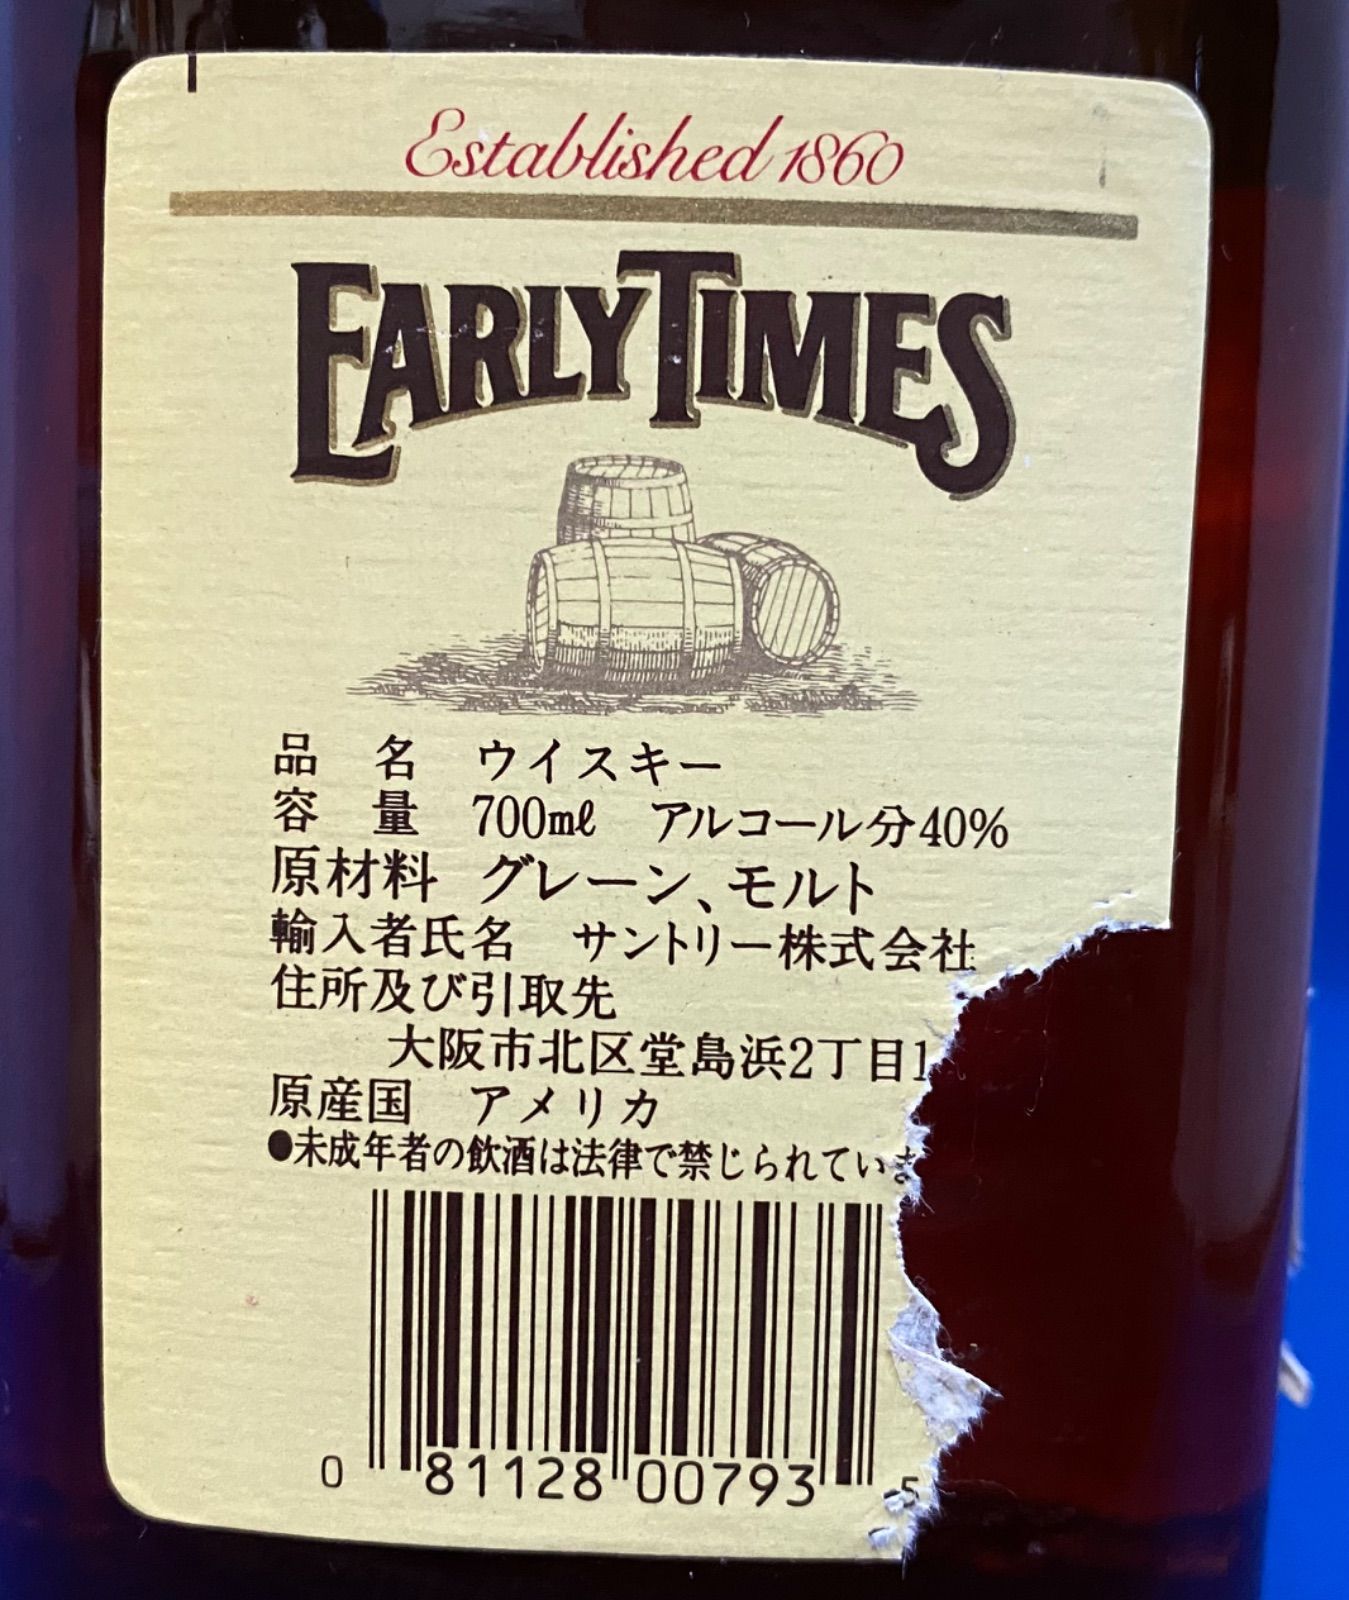 Established 1860
EARLY TIMES
品 名 ウイスキー
容 量 700mℓ アルコール分40%
原材料 グレーン、モルト
輸入者氏名 サントリー株式会社
住所及び引取先
大阪市北区堂島浜2丁目1
原産国 アメリカ
●未成年者の飲酒は法律で禁じられていま
0 81128 00793 5